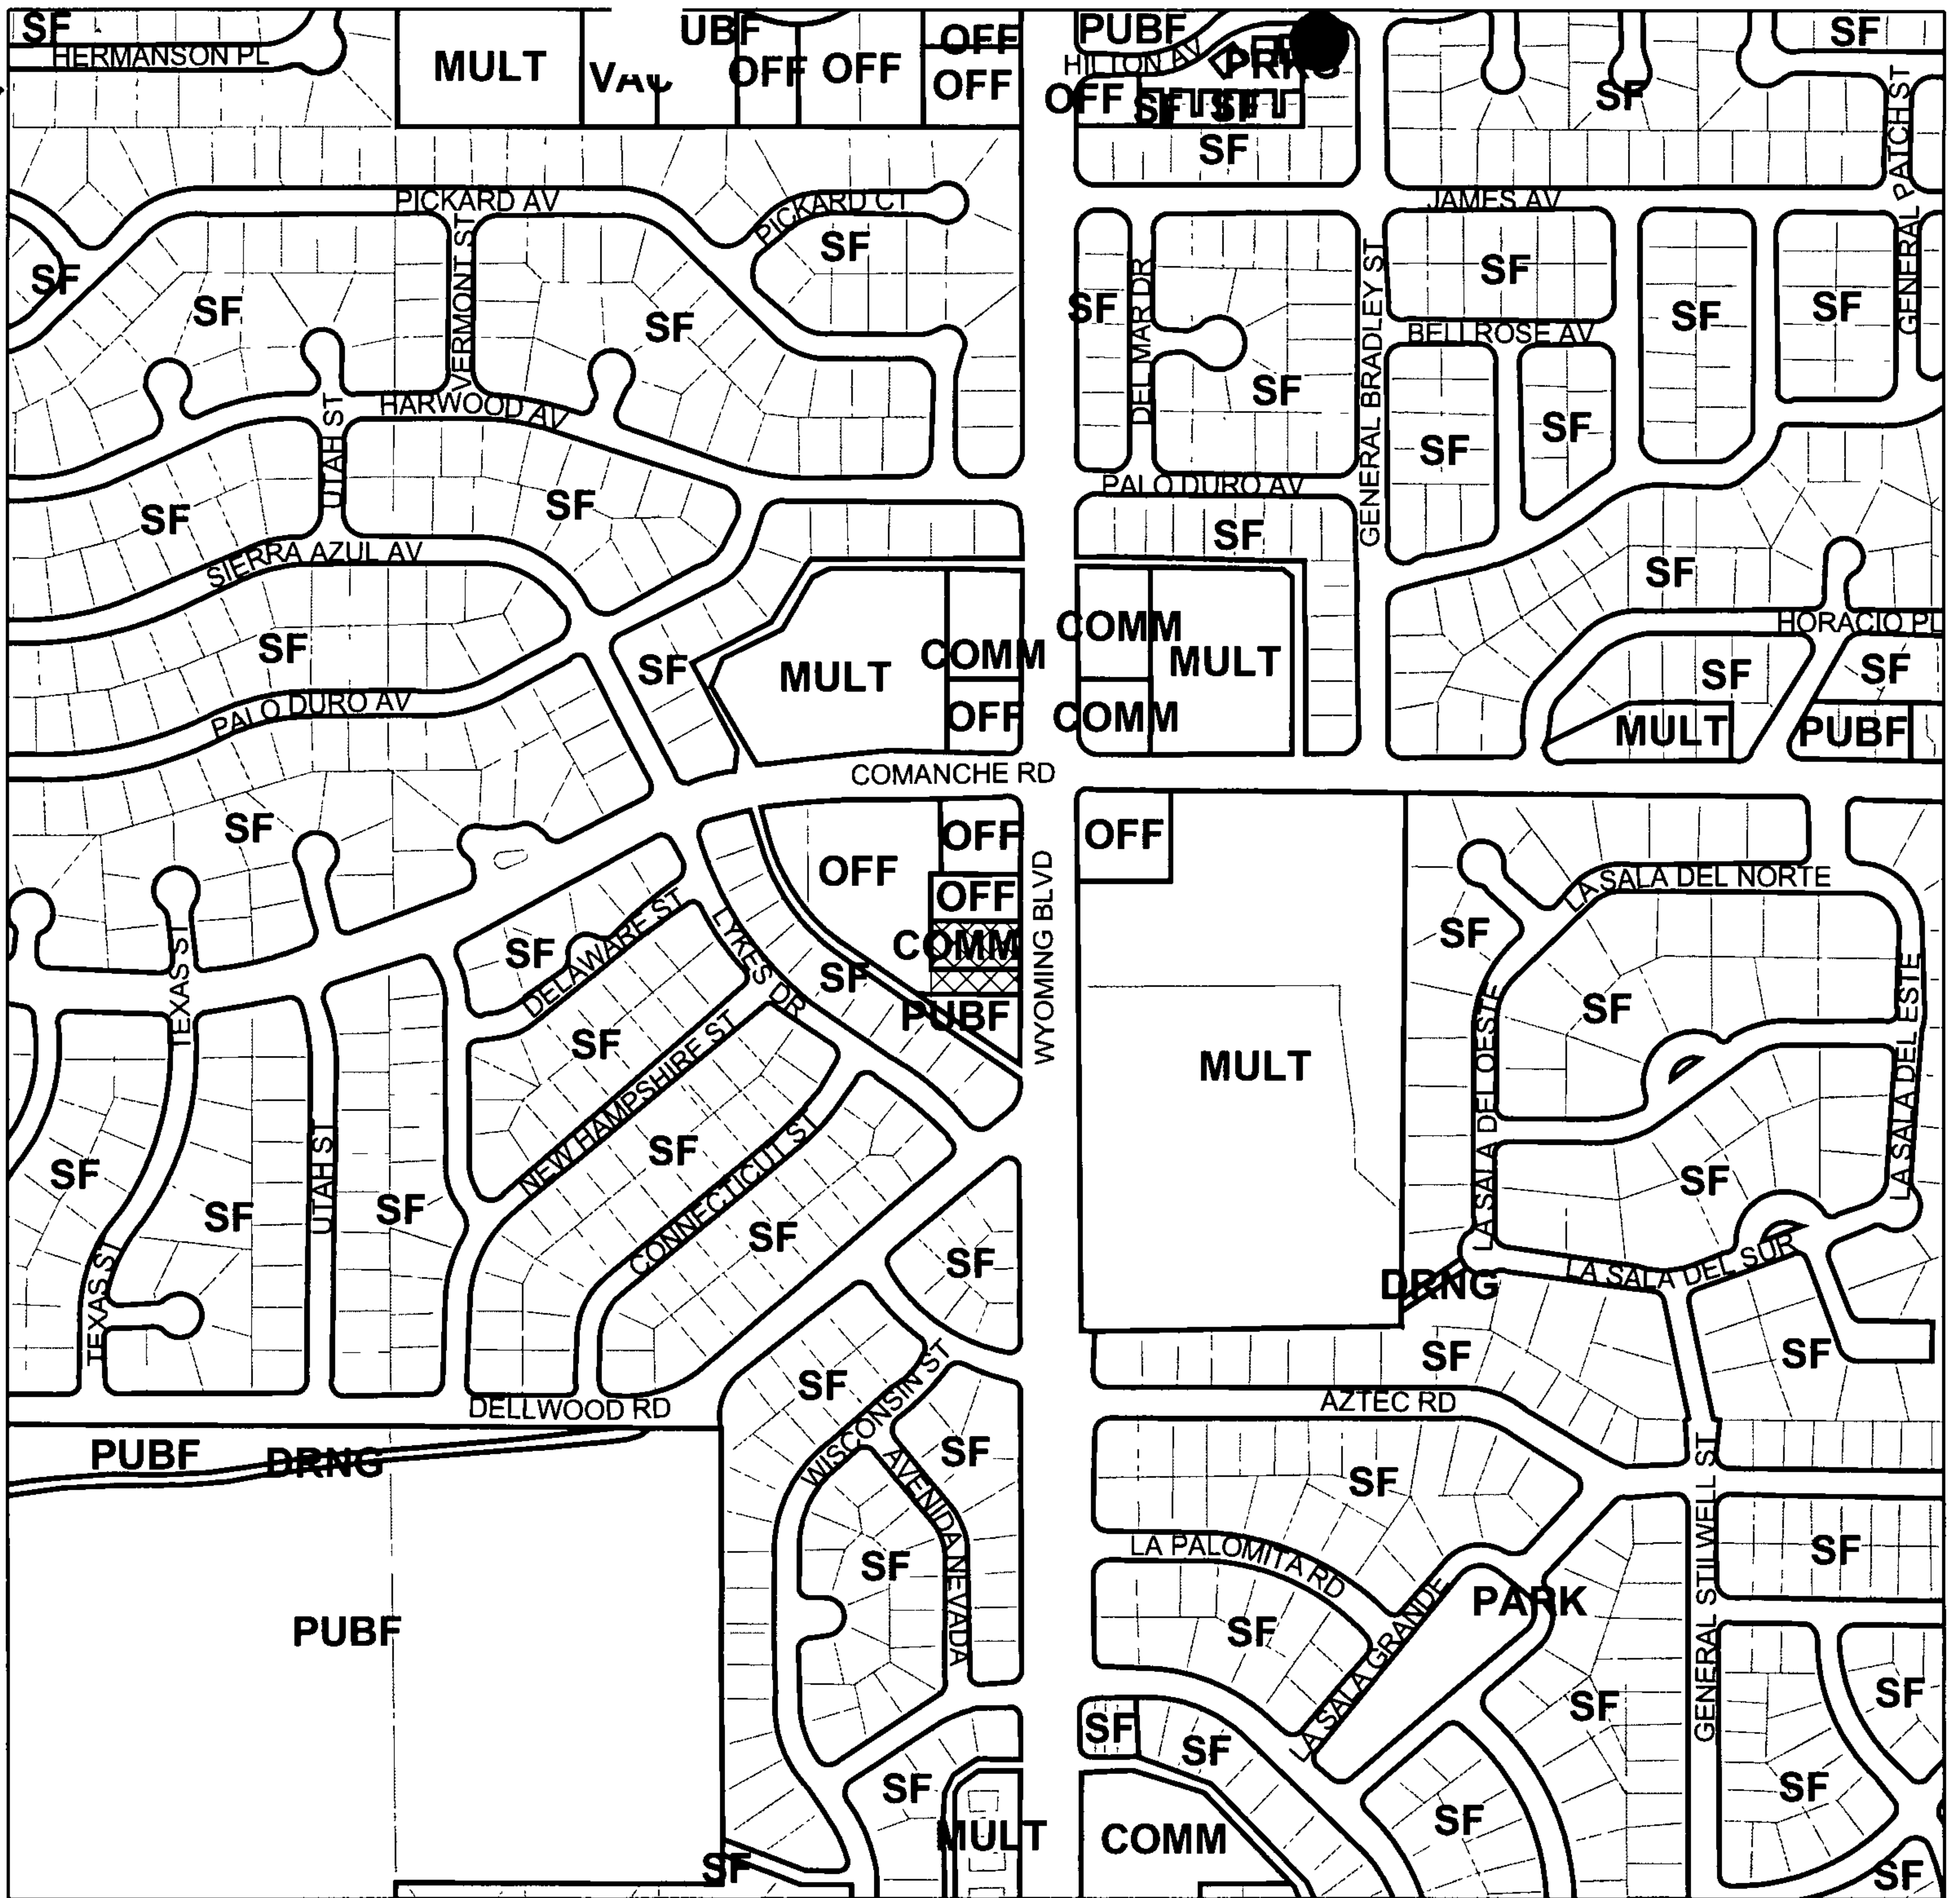 SF
UBF
OFF
PUBF
SF
HERMANSON PL
MULT
OFF
OFF
OFF
HILTON AV
OFF
SF
SF
SF
SF
GENERAL PATCH ST
PICKARD AV
PICKARD CT
JAMES AV
SF
SF
SF
VERMONT ST
SF
SF
DEL MAR DR
SF
GENERAL BRADLEY ST
SF
BELLROSE AV
SF
SF
HARWOOD AV
UTAH ST
SF
SF
SF
SF
PALO DURO AV
SF
SIERRA AZUL AV
SF
SF
SF
SF
MULT
COMM
COMM
MULT
HORACIO PL
SF
SF
OFF
COMM
MULT
PUBF
PALO DURO AV
COMANCHE RD
SF
OFF
OFF
OFF
OFF
WYOMING BLVD
LA SALA DEL NORTE
DELAWARE ST
SF
LYKES DR
SF
COMM
PUBF
SF
SF
TEXAS ST
SF
NEW HAMPSHIRE ST
MULT
LA SALA DEL OESTE
LA SALA DEL ESTE
SF
SF
UTAH ST
SF
SF
CONNECTICUT ST
SF
SF
SF
TEXAS ST
DRNG
LA SALA DEL SUR
SF
SF
SF
DELLWOOD RD
WISCONSIN ST
AZTEC RD
PUBF
DRNG
SF
AVENIDA NEVADA
SF
GENERAL STILWELL ST
SF
SF
LA PALOMITA RD
PARK
PUBF
SF
LA SALA GRANDE
SF
SF
SF
SF
SF
SF
SF
MULT
COMM
SF
SF